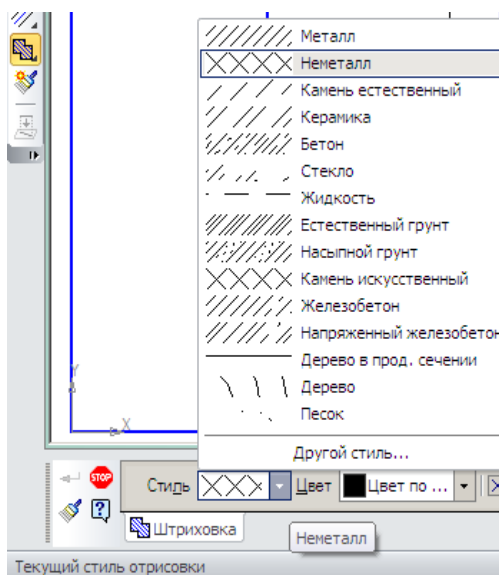 Металл
Неметалл
Камень естественный
Керамика
Бетон
Стекло
Жидкость
Естественный грунт
Насыпной грунт
Камень искусственный
Железобетон
Напряженный железобетон
Дерево в прод. сечении
Дерево
Песок
Другой стиль...
Y
X
STOP
Стиль Цвет Цвет по ...
Штриховка
Неметалл
Текущий стиль отрисовки